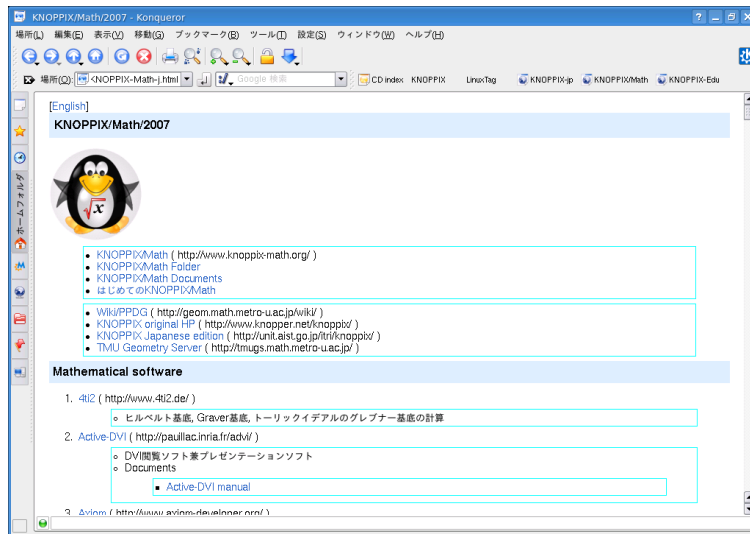 KNOPPIX/Math/2007 - Konqueror
場所(L) 編集(E) 表示(V) 移動(G) ブックマーク(B) ツール(T) 設定(S) ウィンドウ(W) ヘルプ(H)
場所(O): KNOPPIX-Math-j.html Google 検索 CD index KNOPPIX LinuxTag KNOPPIX-jp KNOPPIX/Math KNOPPIX-Edu
ホームフォルダ
[English]
KNOPPIX/Math/2007
√x
KNOPPIX/Math ( http://www.knoppix-math.org/ )
KNOPPIX/Math Folder
KNOPPIX/Math Documents
はじめてのKNOPPIX/Math
Wiki/PPDG ( http://geom.math.metro-u.ac.jp/wiki/ )
KNOPPIX original HP ( http://www.knopper.net/knoppix/ )
KNOPPIX Japanese edition ( http://unit.aist.go.jp/itri/knoppix/ )
TMU Geometry Server ( http://tmugs.math.metro-u.ac.jp/ )
Mathematical software
1. 4ti2 ( http://www.4ti2.de/ )
ヒルベルト基底, Graver基底, トーリックイデアルのグレブナー基底の計算
2. Active-DVI ( http://pauillac.inria.fr/advi/ )
DVI閲覧ソフト兼プレゼンテーションソフト
Documents
Active-DVI manual
3. Axiom ( http://www.axiom-developer.org/ )